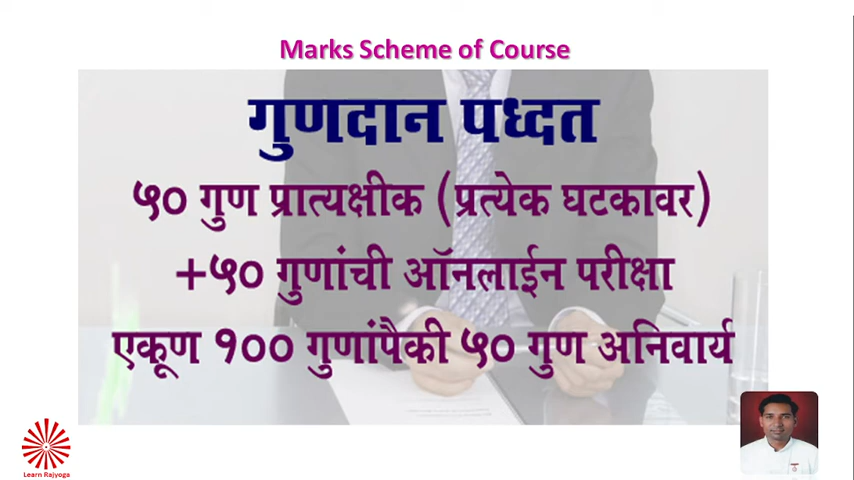 Marks Scheme of Course
गुणदान पध्दत
५० गुण प्रात्यक्षीक (प्रत्येक घटकावर)
+५० गुणांची ऑनलाईन परीक्षा
एकूण १०० गुणांपैकी ५० गुण अनिवार्य
Learn Rajyoga